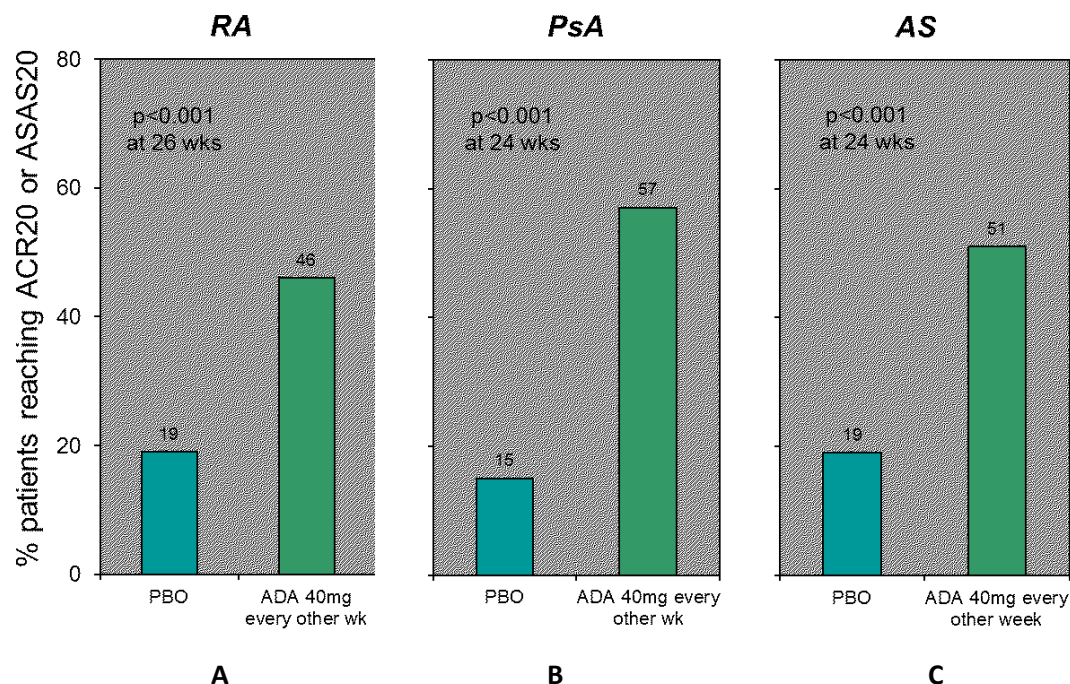 RA
PsA
AS
% patients reaching ACR20 or ASAS20
80
60
40
20
0
p<0.001
at 26 wks
19
46
PBO
ADA 40mg
every other wk
p<0.001
at 24 wks
15
57
PBO
ADA 40mg every
other wk
p<0.001
at 24 wks
19
51
PBO
ADA 40mg every
other week
A
B
C